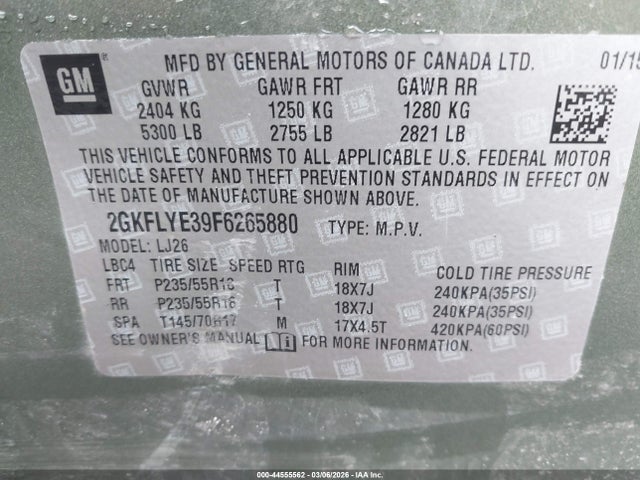 GM
MFD BY GENERAL MOTORS OF CANADA LTD. 01/15
GVWR GAWR FRT GAWR RR
2404 KG 1250 KG 1280 KG
5300 LB 2755 LB 2821 LB
THIS VEHICLE CONFORMS TO ALL APPLICABLE U.S. FEDERAL MOTOR
VEHICLE SAFETY AND THEFT PREVENTION STANDARDS IN EFFECT ON
THE DATE OF MANUFACTURE SHOWN ABOVE.
2GKFLYE39F6265880 TYPE: M.P.V.
MODEL: LJ26
LBC4 TIRE SIZE SPEED RTG RIM COLD TIRE PRESSURE
FRT P235/55R18 T 18X7J 240KPA(35PSI)
RR P235/55R18 T 18X7J 240KPA(35PSI)
SPA T145/70R17 M 17X4.5T 420KPA(60PSI)
SEE OWNER'S MANUAL FOR MORE INFORMATION.
000-44555562 - 03/06/2026 - IAA Inc.